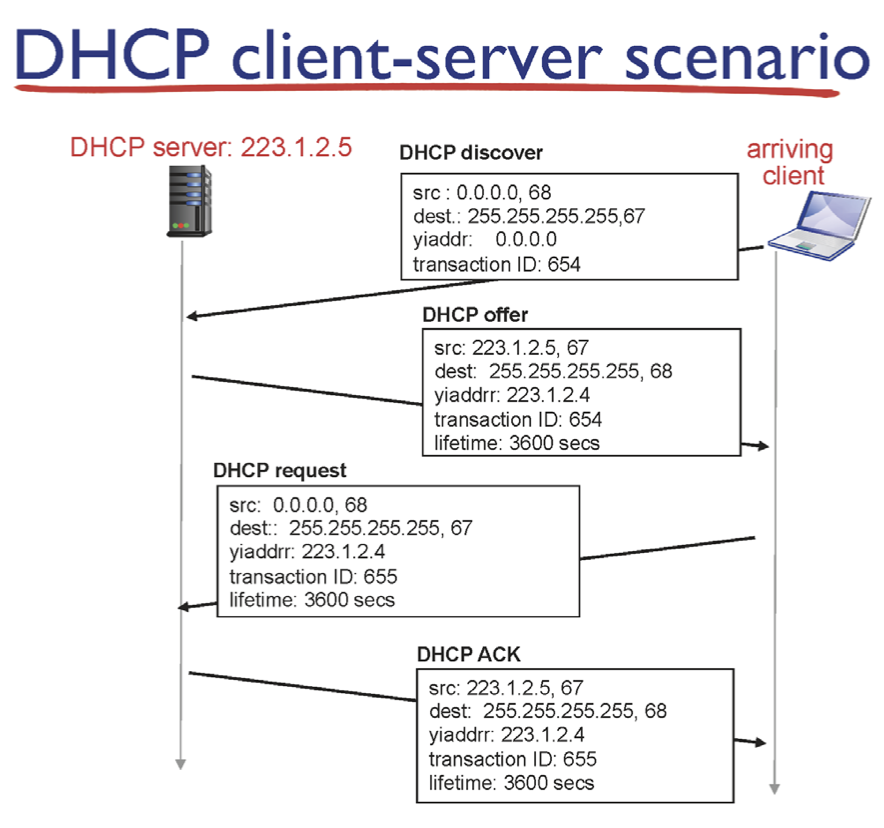 DHCP client-server scenario
DHCP server: 223.1.2.5
arriving
client
DHCP discover
src : 0.0.0.0, 68
dest.: 255.255.255.255,67
yiaddr: 0.0.0.0
transaction ID: 654
DHCP offer
src: 223.1.2.5, 67
dest: 255.255.255.255, 68
yiaddrr: 223.1.2.4
transaction ID: 654
lifetime: 3600 secs
DHCP request
src: 0.0.0.0, 68
dest:: 255.255.255.255, 67
yiaddrr: 223.1.2.4
transaction ID: 655
lifetime: 3600 secs
DHCP ACK
src: 223.1.2.5, 67
dest: 255.255.255.255, 68
yiaddrr: 223.1.2.4
transaction ID: 655
lifetime: 3600 secs